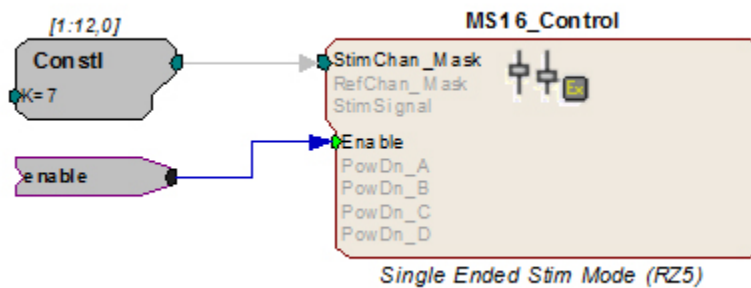 [1:12,0]
ConstI
K=7
enable
MS16_Control
StimChan_Mask
RefChan_Mask
StimSignal
Enable
PowDn_A
PowDn_B
PowDn_C
PowDn_D
Ex
Single Ended Stim Mode (RZ5)